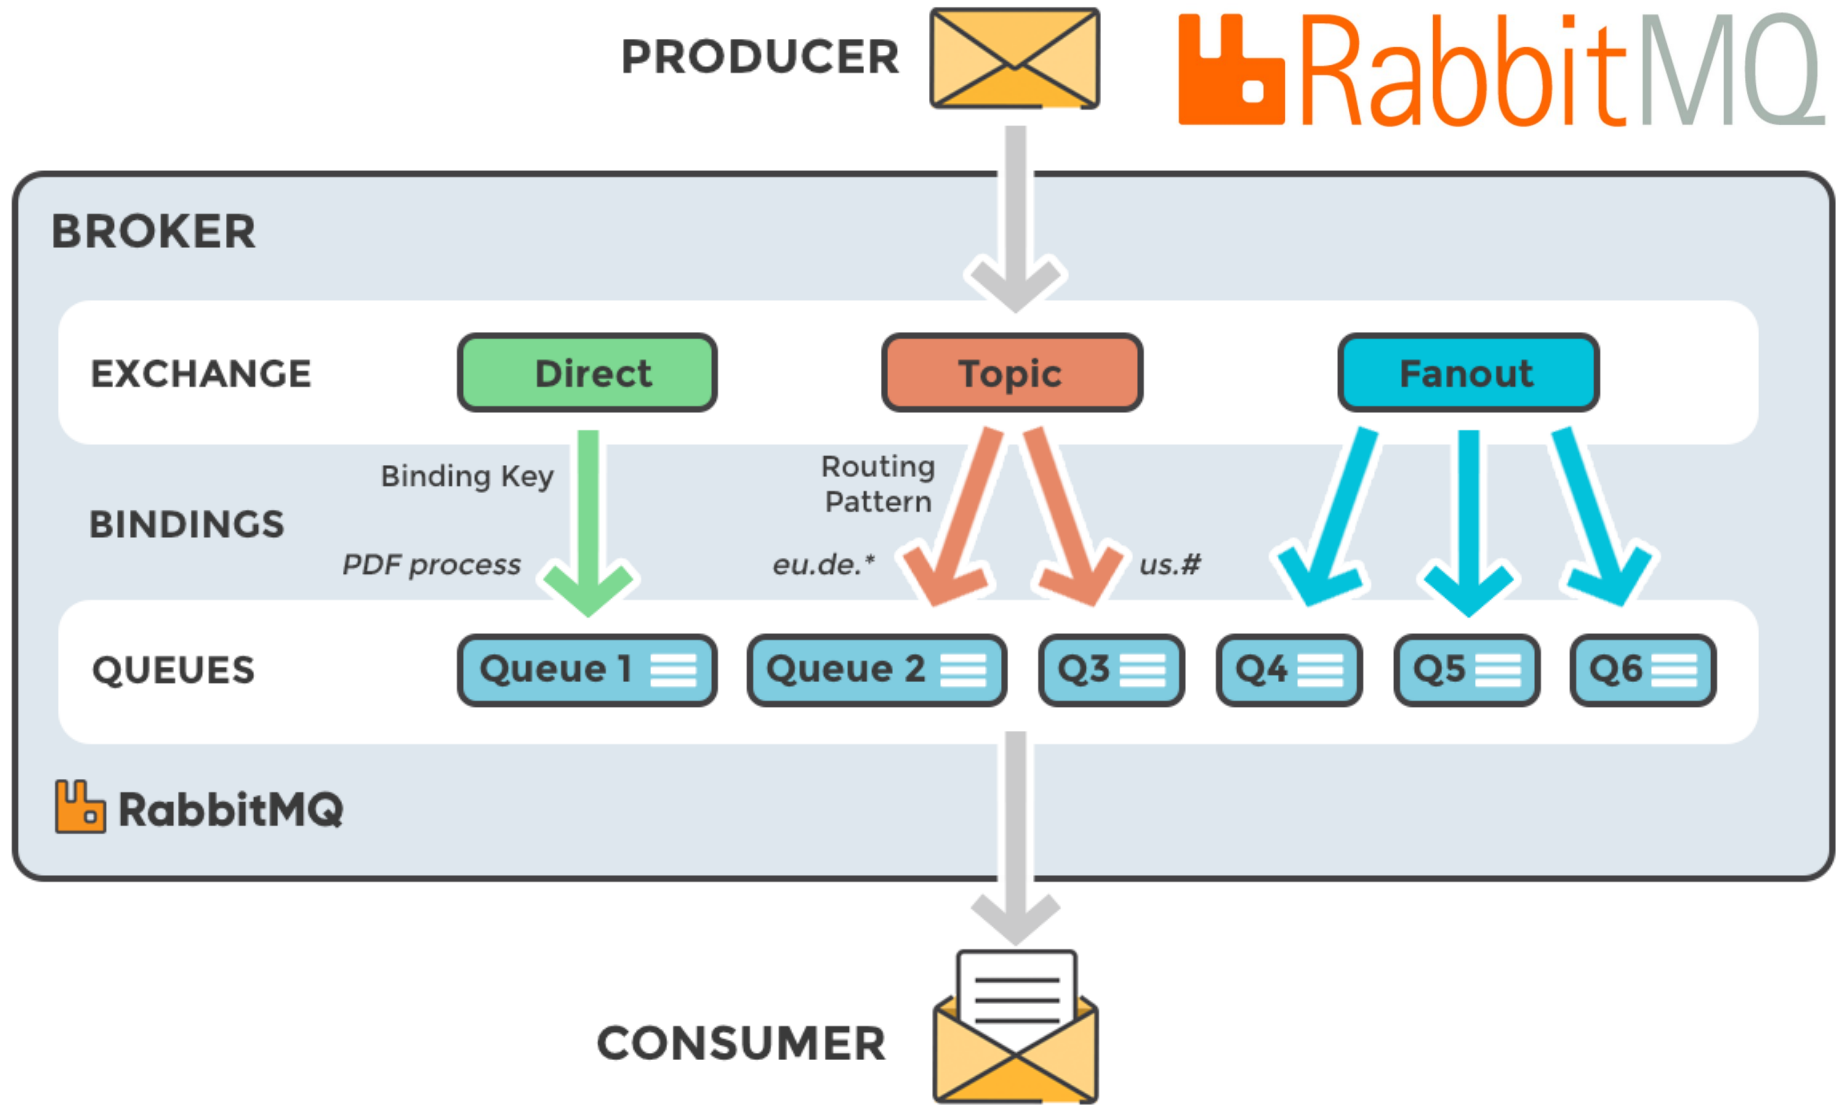 PRODUCER
RabbitMQ
BROKER
EXCHANGE
Direct
Topic
Fanout
Binding Key
Routing
Pattern
BINDINGS
PDF process
eu.de.*
us.#
QUEUES
Queue 1
Queue 2
Q3
Q4
Q5
Q6
RabbitMQ
CONSUMER